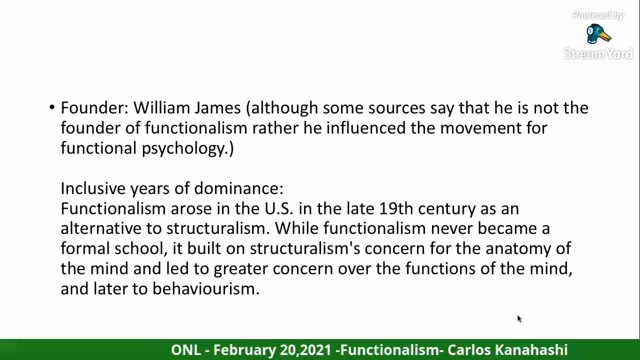 Powered by
StreamYard
• Founder: William James (although some sources say that he is not the
founder of functionalism rather he influenced the movement for
functional psychology.)
Inclusive years of dominance:
Functionalism arose in the U.S. in the late 19th century as an
alternative to structuralism. While functionalism never became a
formal school, it built on structuralism's concern for the anatomy of
the mind and led to greater concern over the functions of the mind,
and later to behaviourism.
ONL - February 20,2021 -Functionalism- Carlos Kanahashi